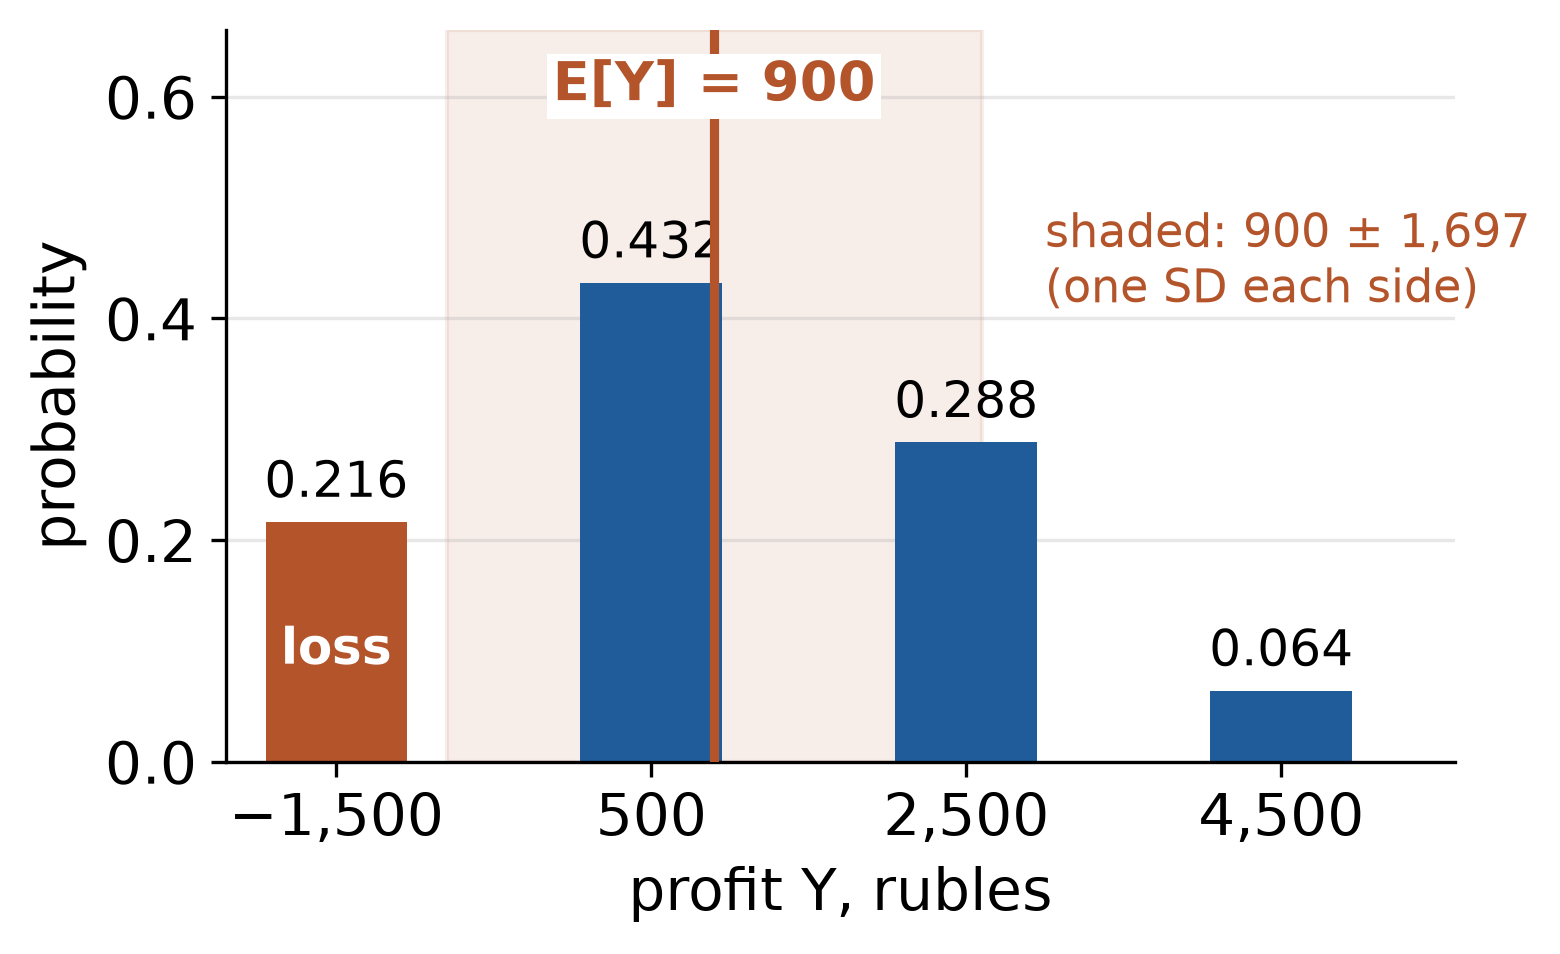 E[Y] = 900
0.6
0.432
shaded: 900 ± 1,697
(one SD each side)
0.4
0.288
0.216
0.2
loss
0.064
0.0
probability
−1,500
500
2,500
4,500
profit Y, rubles